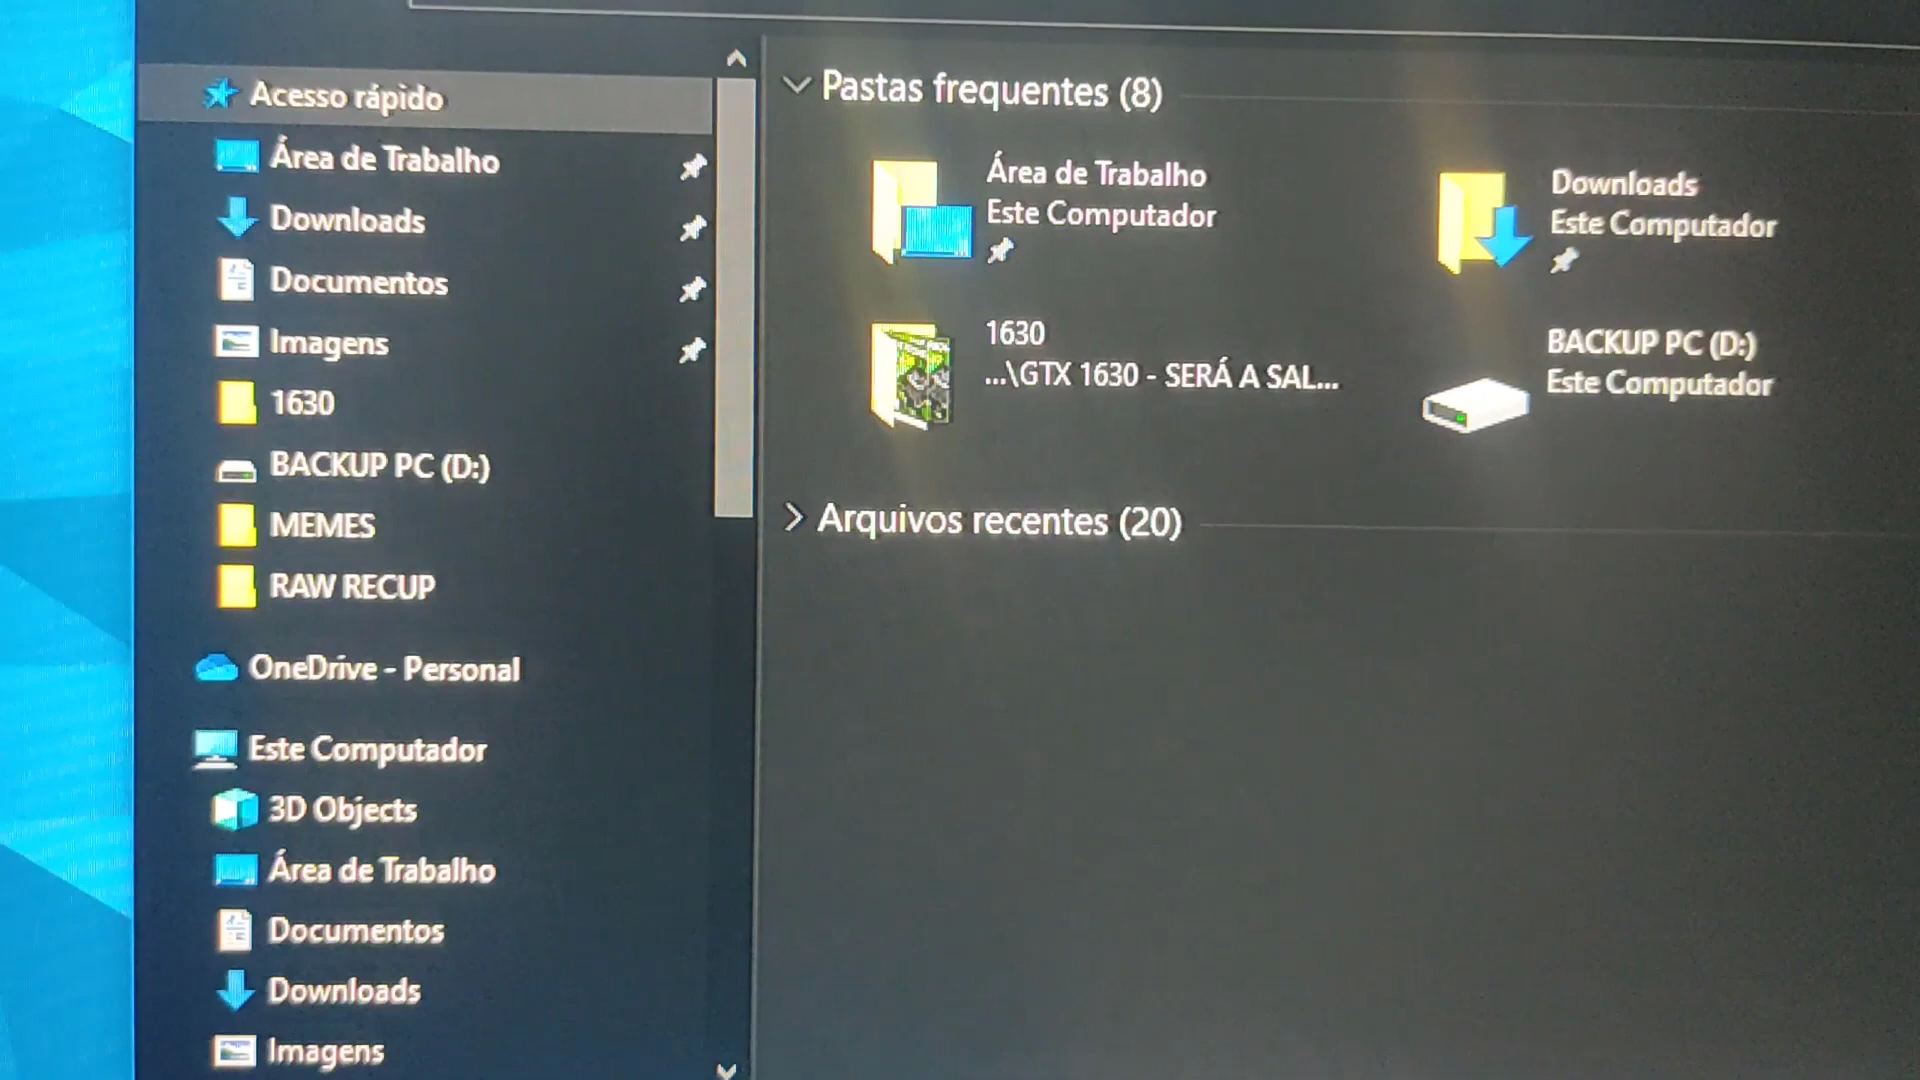 Acesso rápido
Área de Trabalho
Downloads
Documentos
Imagens
1630
BACKUP PC (D:)
MEMES
RAW RECUP
OneDrive - Personal
Este Computador
3D Objects
Área de Trabalho
Documentos
Downloads
Imagens
Pastas frequentes (8)
Área de Trabalho
Este Computador
Downloads
Este Computador
1630
...\GTX 1630 - SERÁ A SAL...
BACKUP PC (D:)
Este Computador
Arquivos recentes (20)